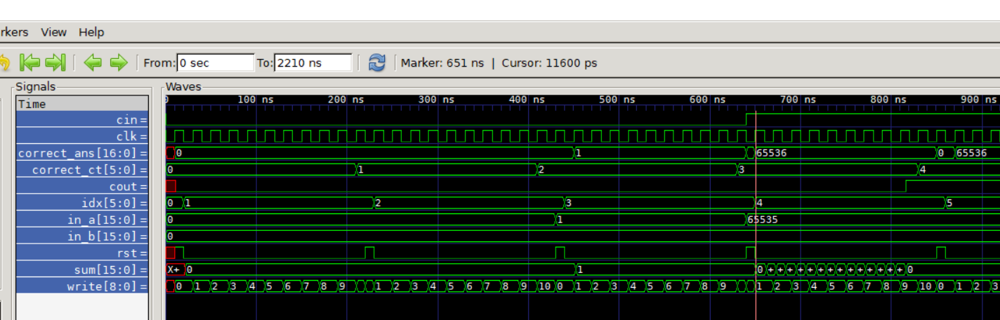 rkers View Help
From: 0 sec To: 2210 ns Marker: 651 ns | Cursor: 11600 ps
Signals Waves
Time 0 100 ns 200 ns 300 ns 400 ns 500 ns 600 ns 700 ns 800 ns 900 ns
cin=
clk=
correct_ans[16:0]= 0 1 65536 0 65536
correct_ct[5:0]= 0 1 2 3 4
cout=
idx[5:0]= 0 1 2 3 4 5
in_a[15:0]= 0 1 65535
in_b[15:0]= 0
rst=
sum[15:0]= X+ 0 1 0 + + + + + + + + + + + + + + + 0
write[8:0]= 0 1 2 3 4 5 6 7 8 9 1 2 3 4 5 6 7 8 9 10 0 1 2 3 4 5 6 7 8 9 1 2 3 4 5 6 7 8 9 10 0 1 2 3